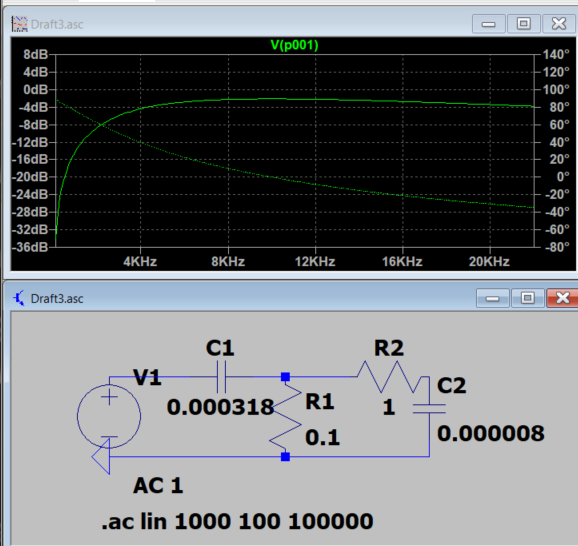 Draft3.asc
V(p001)
8dB 140°
4dB 120°
0dB 100°
-4dB 80°
-8dB 60°
-12dB 40°
-16dB 20°
-20dB 0°
-24dB -20°
-28dB -40°
-32dB -60°
-36dB -80°
4KHz 8KHz 12KHz 16KHz 20KHz
Draft3.asc
C1 R2
V1 C2
0.000318 R1 1
0.1 0.000008
AC 1
.ac lin 1000 100 100000